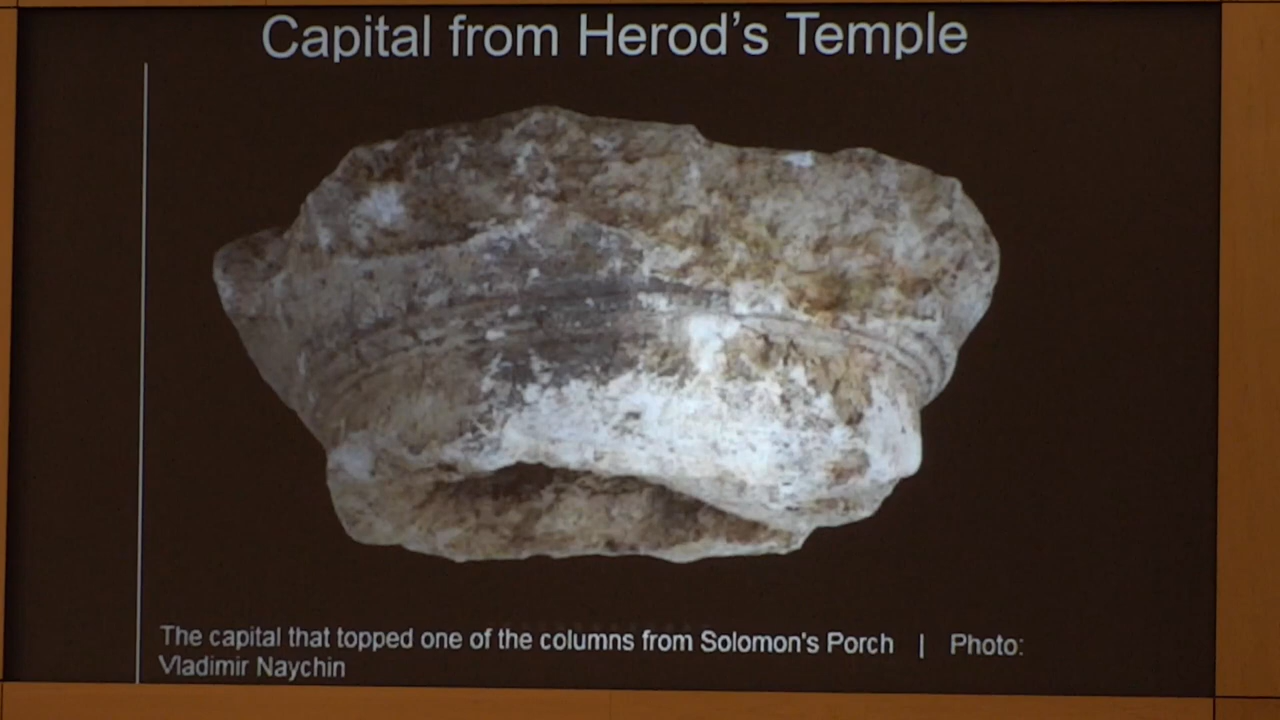 Capital from Herod's Temple
The capital that topped one of the columns from Solomon's Porch | Photo:
Vladimir Naychin